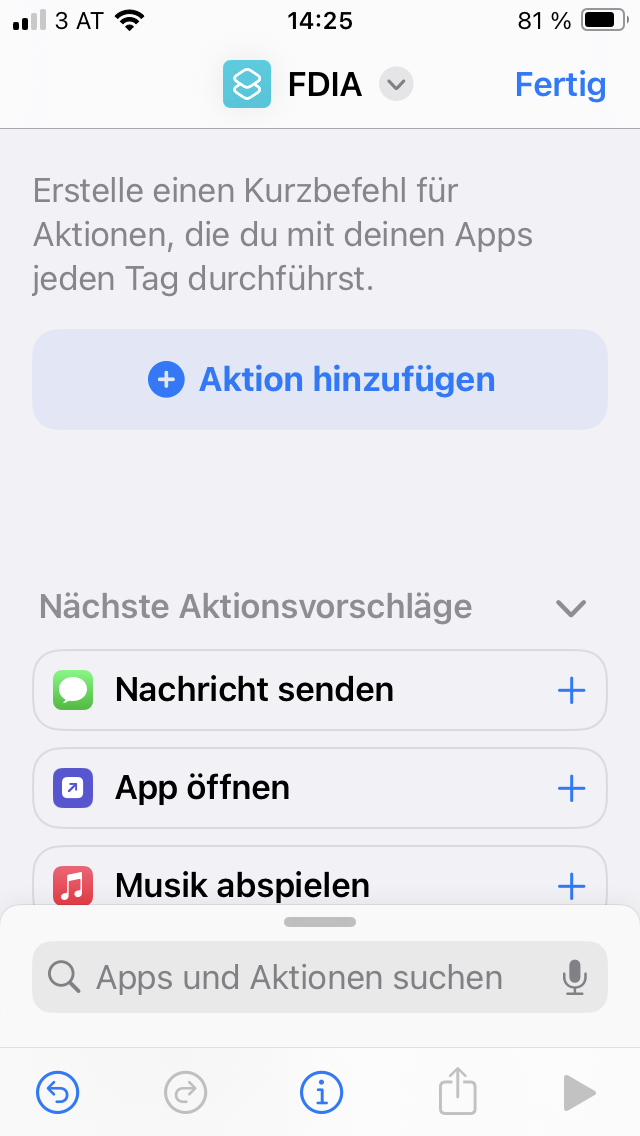 3 AT 14:25 81 %
FDIA Fertig
Erstelle einen Kurzbefehl für
Aktionen, die du mit deinen Apps
jeden Tag durchführst.
Aktion hinzufügen
Nächste Aktionsvorschläge
Nachricht senden
App öffnen
Musik abspielen
Apps und Aktionen suchen